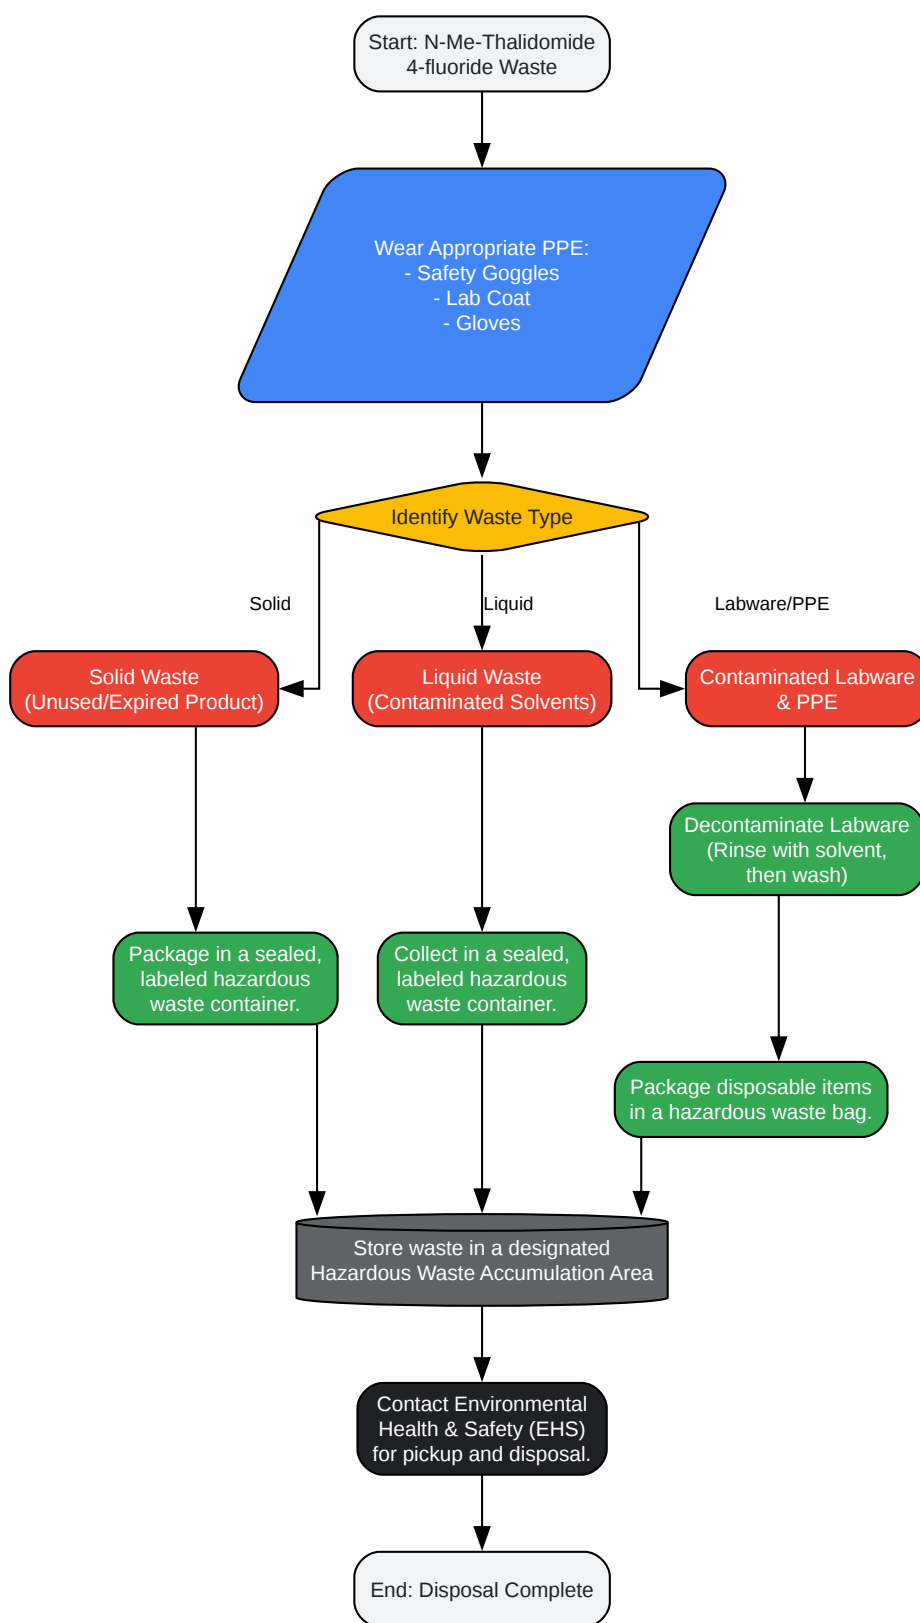 Start: N-Me-Thalidomide
4-fluoride Waste
Wear Appropriate PPE:
- Safety Goggles
- Lab Coat
- Gloves
Identify Waste Type
Solid
Liquid
Labware/PPE
Solid Waste
(Unused/Expired Product)
Liquid Waste
(Contaminated Solvents)
Contaminated Labware
& PPE
Decontaminate Labware
(Rinse with solvent,
then wash)
Package in a sealed,
labeled hazardous
waste container.
Collect in a sealed,
labeled hazardous
waste container.
Package disposable items
in a hazardous waste bag.
Store waste in a designated
Hazardous Waste Accumulation Area
Contact Environmental
Health & Safety (EHS)
for pickup and disposal.
End: Disposal Complete